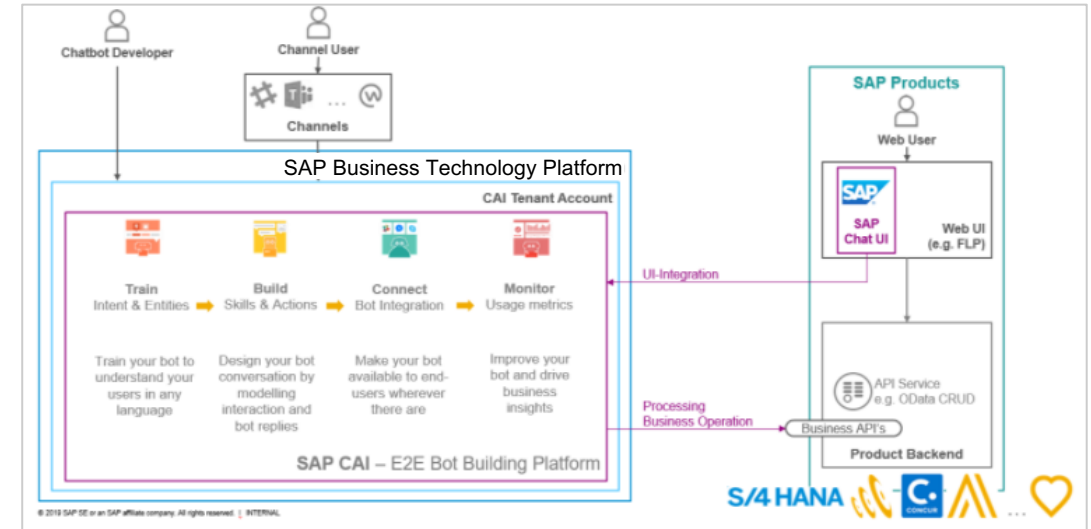 Chatbot Developer
Channel User
...
Channels
SAP Business Technology Platform
CAI Tenant Account
Train
Intent & Entities
Train your bot to
understand your
users in any
language
Build
Skills & Actions
Design your bot
conversation by
modelling
interaction and
bot replies
Connect
Bot Integration
Make your bot
available to end-
users wherever
there are
Monitor
Usage metrics
Improve your
bot and drive
business
insights
SAP CAI – E2E Bot Building Platform
UI-Integration
Processing
Business Operation
SAP Products
Web User
SAP
SAP
Chat UI
Web UI
(e.g. FLP)
API Service
e.g. OData CRUD
Business API's
Product Backend
S/4 HANA
C.
CONCUR
...
© 2019 SAP SE or an SAP affiliate company. All rights reserved. | INTERNAL